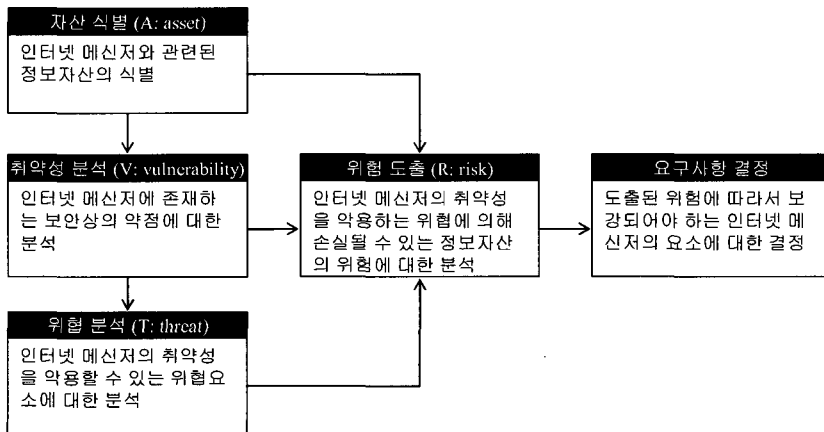 자산 식별 (A: asset)
인터넷 메신저와 관련된
정보자산의 식별
취약성 분석 (V: vulnerability)
인터넷 메신저에 존재하
는 보안상의 약점에 대한
분석
위협 분석 (T: threat)
인터넷 메신저의 취약성
을 악용할 수 있는 위협요
소에 대한 분석
위험 도출 (R: risk)
인터넷 메신저의 취약성
을 악용하는 위협에 의해
손실될 수 있는 정보자산
의 위험에 대한 분석
요구사항 결정
도출된 위험에 따라서 보
강되어야 하는 인터넷 메
신저의 요소에 대한 결정